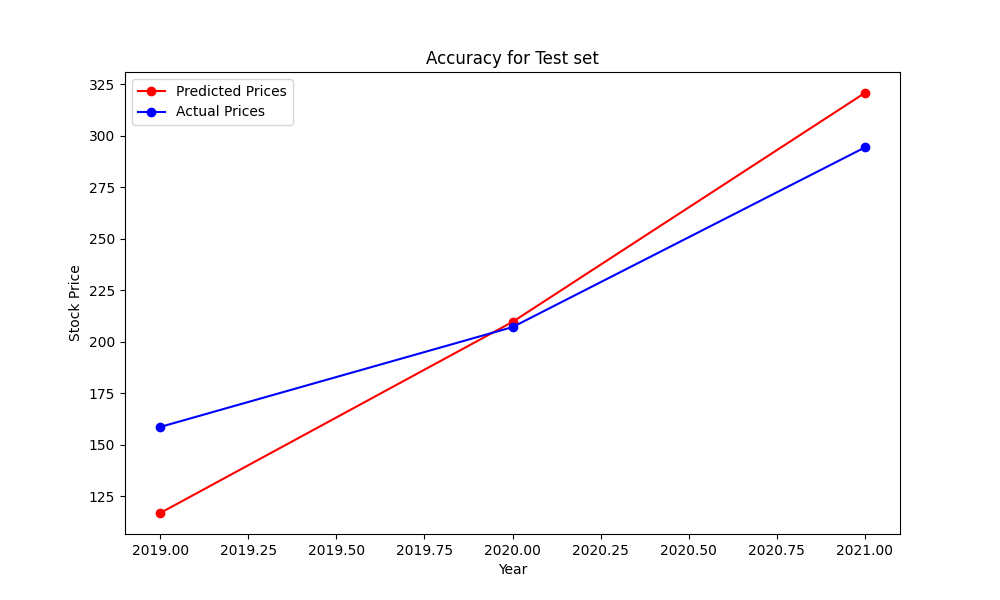 Accuracy for Test set
Predicted Prices
Actual Prices
325
300
275
250
225
200
175
150
125
Stock Price
2019.00 2019.25 2019.50 2019.75 2020.00 2020.25 2020.50 2020.75 2021.00
Year